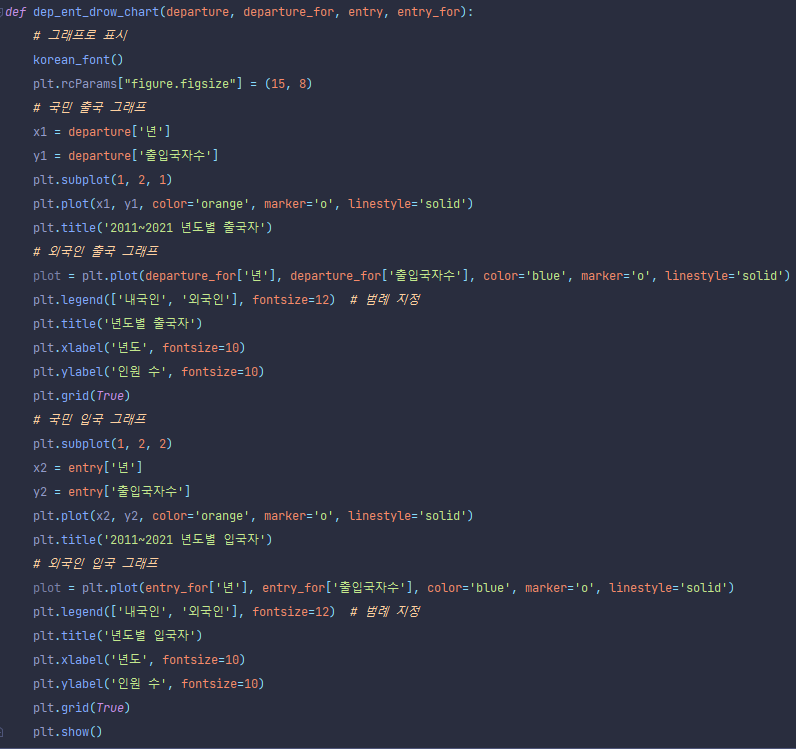 def dep_ent_drow_chart(departure, departure_for, entry, entry_for):
# 그래프로 표시
korean_font()
plt.rcParams["figure.figsize"] = (15, 8)
# 국민 출국 그래프
x1 = departure['년']
y1 = departure['출입국자수']
plt.subplot(1, 2, 1)
plt.plot(x1, y1, color='orange', marker='o', linestyle='solid')
plt.title('2011~2021 년도별 출국자')
# 외국인 출국 그래프
plot = plt.plot(departure_for['년'], departure_for['출입국자수'], color='blue', marker='o', linestyle='solid')
plt.legend(['내국인', '외국인'], fontsize=12)  # 범례 지정
plt.title('년도별 출국자')
plt.xlabel('년도', fontsize=10)
plt.ylabel('인원 수', fontsize=10)
plt.grid(True)
# 국민 입국 그래프
plt.subplot(1, 2, 2)
x2 = entry['년']
y2 = entry['출입국자수']
plt.plot(x2, y2, color='orange', marker='o', linestyle='solid')
plt.title('2011~2021 년도별 입국자')
# 외국인 입국 그래프
plot = plt.plot(entry_for['년'], entry_for['출입국자수'], color='blue', marker='o', linestyle='solid')
plt.legend(['내국인', '외국인'], fontsize=12)  # 범례 지정
plt.title('년도별 입국자')
plt.xlabel('년도', fontsize=10)
plt.ylabel('인원 수', fontsize=10)
plt.grid(True)
plt.show()